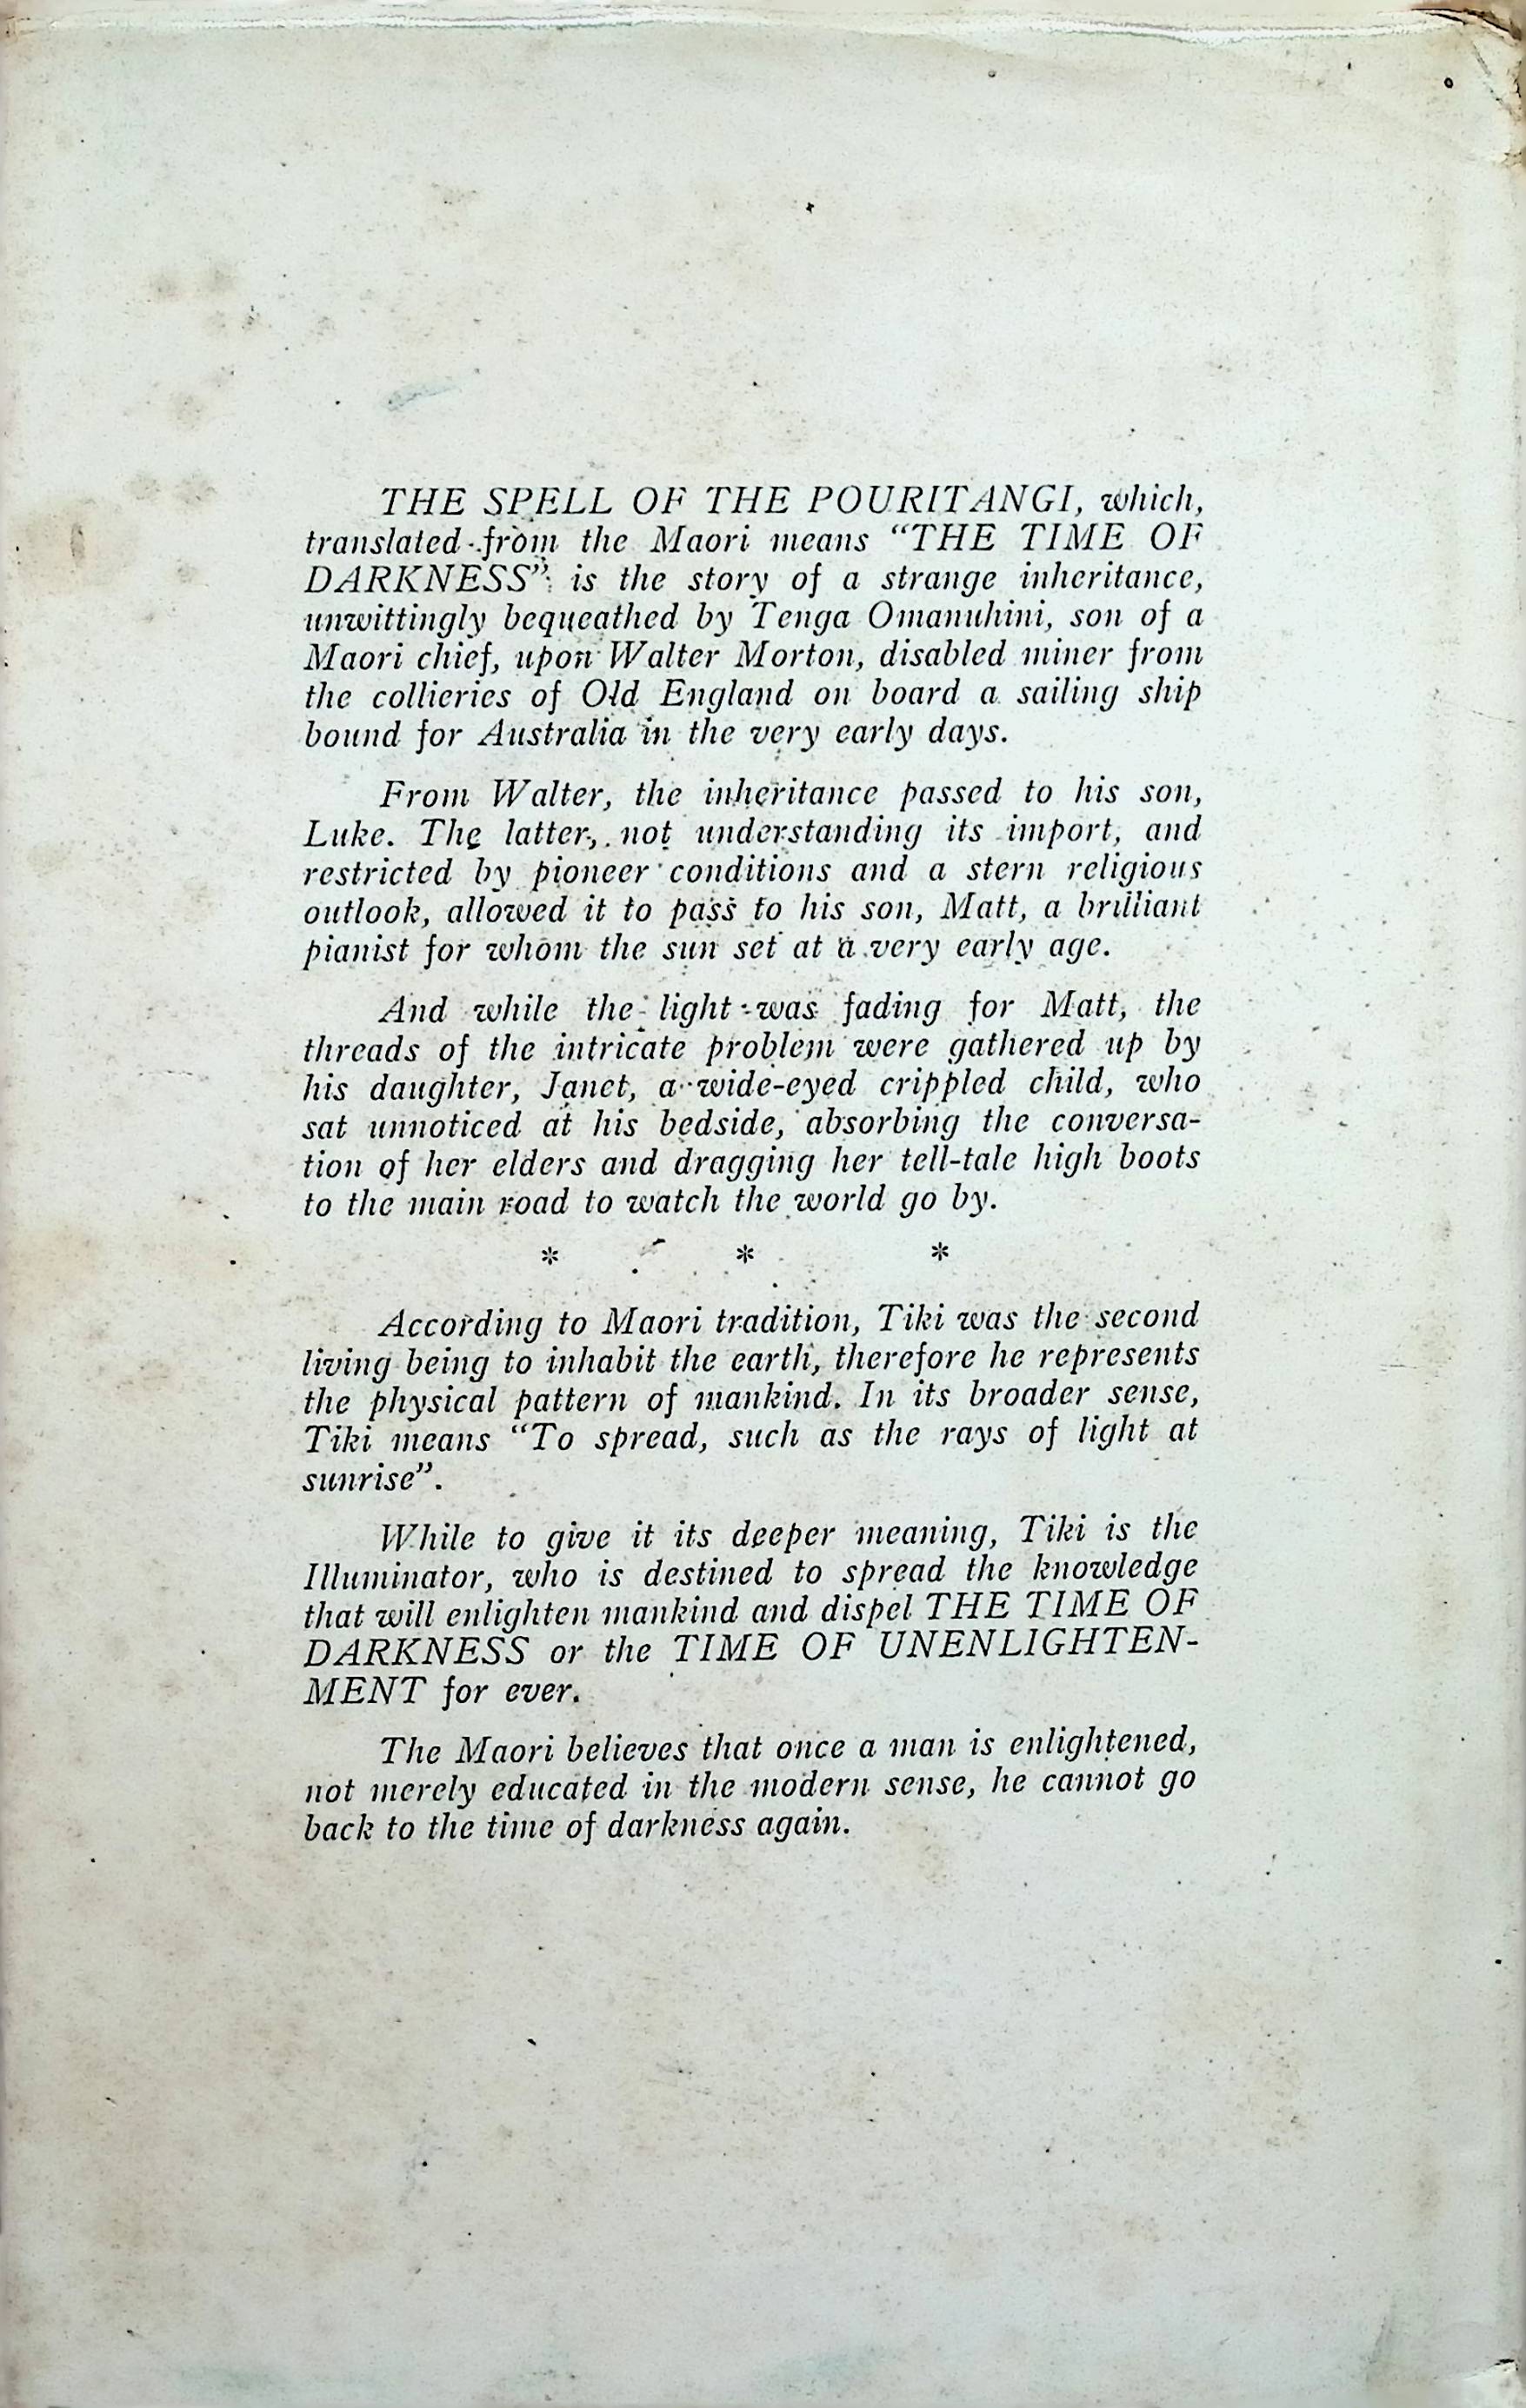 THE SPELL OF THE POURITANGI, which,
translated from the Maori means “THE TIME OF
DARKNESS” is the story of a strange inheritance,
unwittingly bequeathed by Tenga Omanuhini, son of a
Maori chief, upon Walter Morton, disabled miner from
the collieries of Old England on board a sailing ship
bound for Australia in the very early days.
From Walter, the inheritance passed to his son,
Luke. The latter, not understanding its import, and
restricted by pioneer conditions and a stern religious
outlook, allowed it to pass to his son, Matt, a brilliant
pianist for whom the sun set at a very early age.
And while the light was fading for Matt, the
threads of the intricate problem were gathered up by
his daughter, Janet, a wide-eyed crippled child, who
sat unnoticed at his bedside, absorbing the conversa-
tion of her elders and dragging her tell-tale high boots
to the main road to watch the world go by.
* * *
According to Maori tradition, Tiki was the second
living being to inhabit the earth, therefore he represents
the physical pattern of mankind. In its broader sense,
Tiki means “To spread, such as the rays of light at
sunrise”.
While to give it its deeper meaning, Tiki is the
Illuminator, who is destined to spread the knowledge
that will enlighten mankind and dispel THE TIME OF
DARKNESS or the TIME OF UNENLIGHTEN-
MENT for ever.
The Maori believes that once a man is enlightened,
not merely educated in the modern sense, he cannot go
back to the time of darkness again.